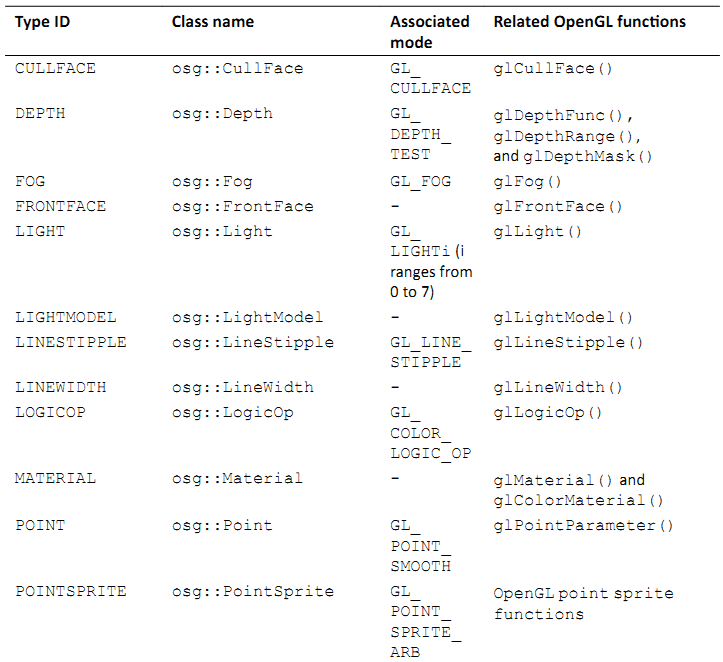 Type ID Class name Associated mode Related OpenGL functions
CULLFACE osg::CullFace GL_CULLFACE glCullFace()
DEPTH osg::Depth GL_DEPTH_TEST glDepthFunc(), glDepthRange(), and glDepthMask()
FOG osg::Fog GL_FOG glFog()
FRONTFACE osg::FrontFace – glFrontFace()
LIGHT osg::Light GL_LIGHTi (i ranges from 0 to 7) glLight()
LIGHTMODEL osg::LightModel – glLightModel()
LINESTIPPLE osg::LineStipple GL_LINE_STIPPLE glLineStipple()
LINEWIDTH osg::LineWidth – glLineWidth()
LOGICOP osg::LogicOp GL_COLOR_LOGIC_OP glLogicOp()
MATERIAL osg::Material – glMaterial() and glColorMaterial()
POINT osg::Point GL_POINT_SMOOTH glPointParameter()
POINTSPRITE osg::PointSprite GL_POINT_SPRITE_ARB OpenGL point sprite functions